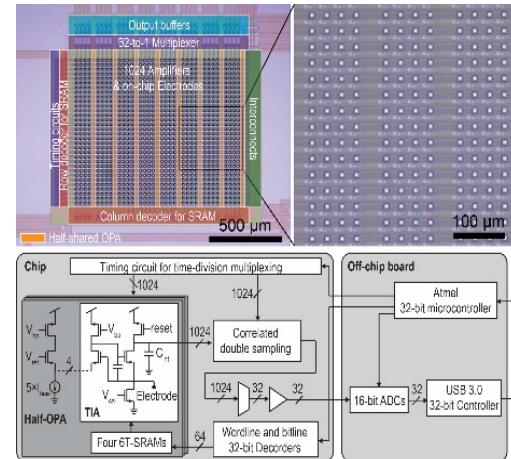 Output buffers
32-to-1 Multiplexer
1024 Amplifiers
& on-chip Electrodes
Timing circuits
Row decoder for SRAM
Interconnects
Column decoder for SRAM
Half-shared OPA
500 µm
100 µm
Chip
Timing circuit for time-division multiplexing
1024
1024
reset
1024
Correlated
double sampling
4
TIA
Electrode
Half-OPA
Four 6T-SRAMs
64
1024
32
32
Wordline and bitline
32-bit Decorders
Off-chip board
Atmel
32-bit microcontroller
16-bit ADCs
32
USB 3.0
32-bit Controller